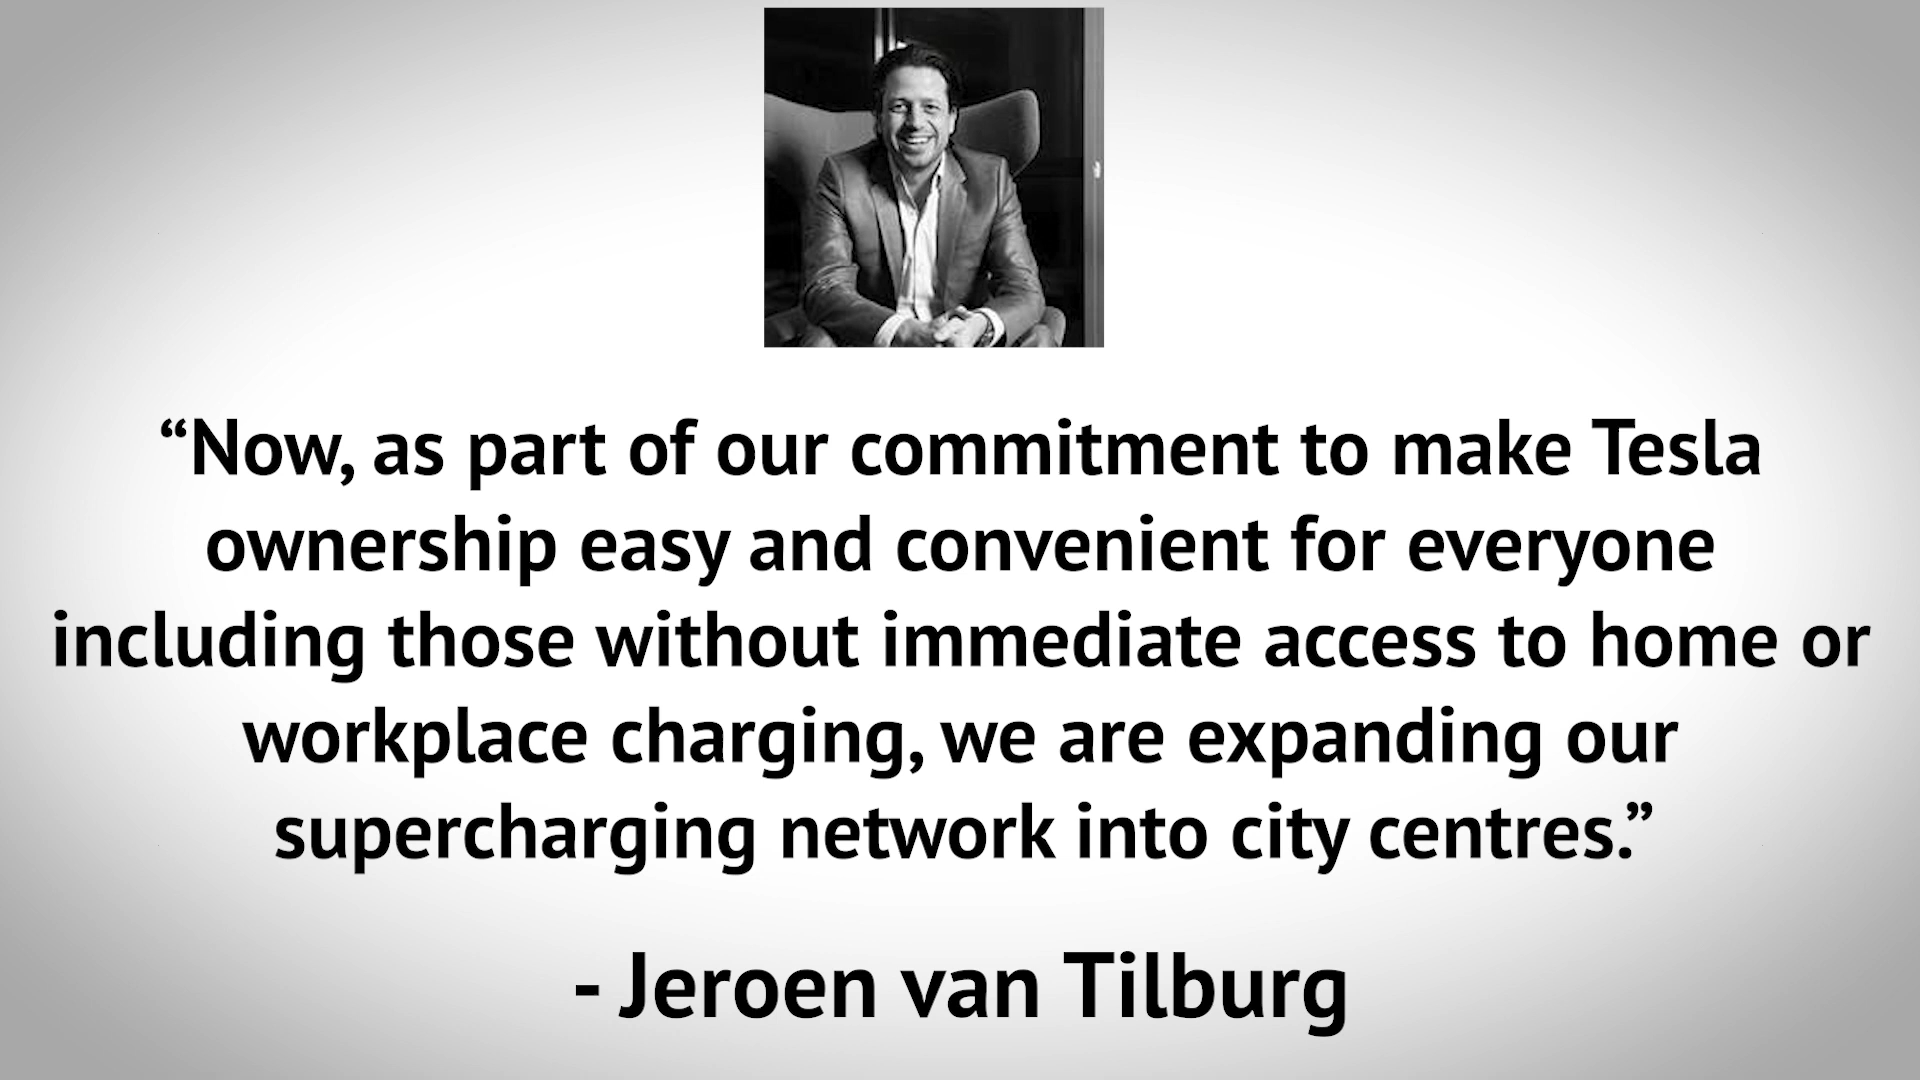 “Now, as part of our commitment to make Tesla
ownership easy and convenient for everyone
including those without immediate access to home or
workplace charging, we are expanding our
supercharging network into city centres.”
- Jeroen van Tilburg